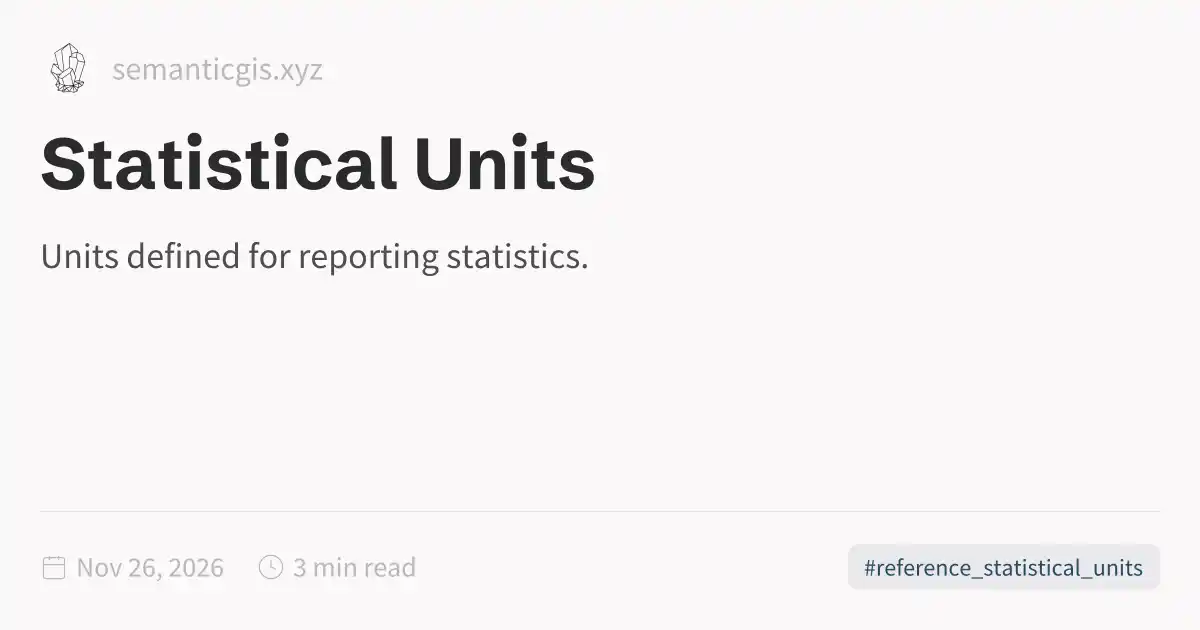 semanticgis.xyz
Statistical Units
Units defined for reporting statistics.
Nov 26, 2026 3 min read #reference_statistical_units